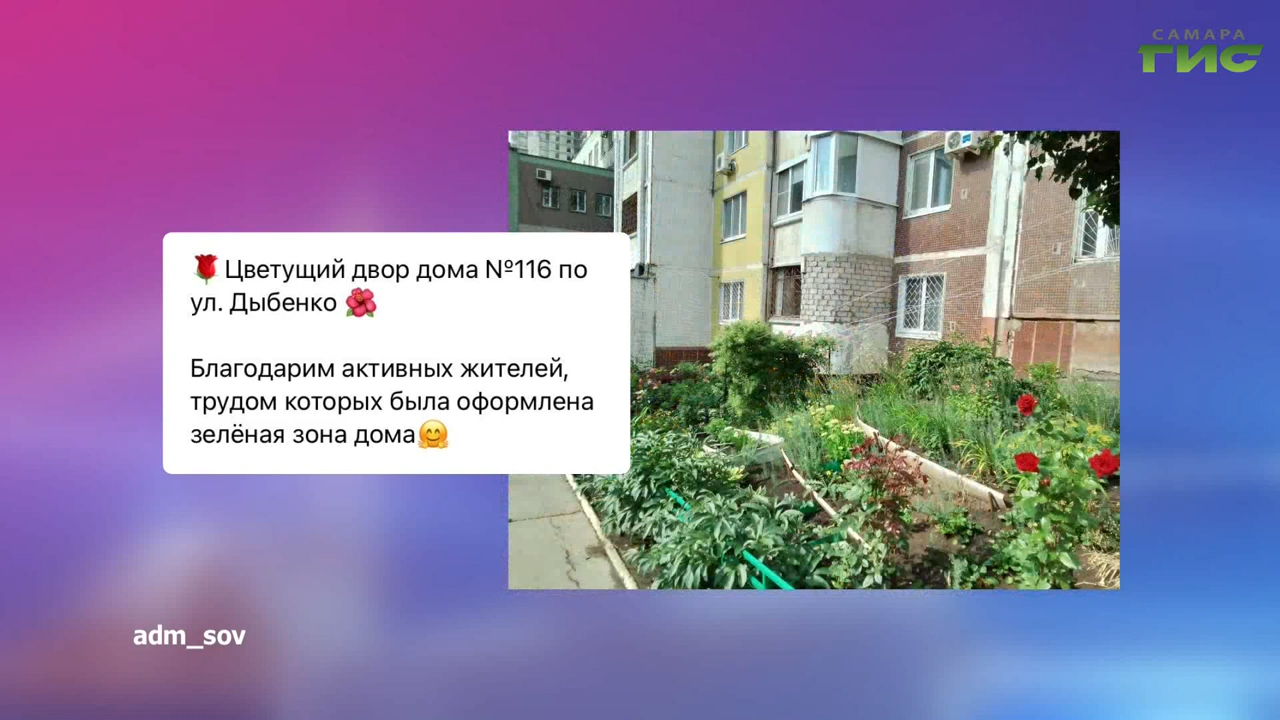 САМАРА
ГИС
🌹Цветущий двор дома №116 по
ул. Дыбенко 🌺
Благодарим активных жителей,
трудом которых была оформлена
зелёная зона дома🤗
adm_sov